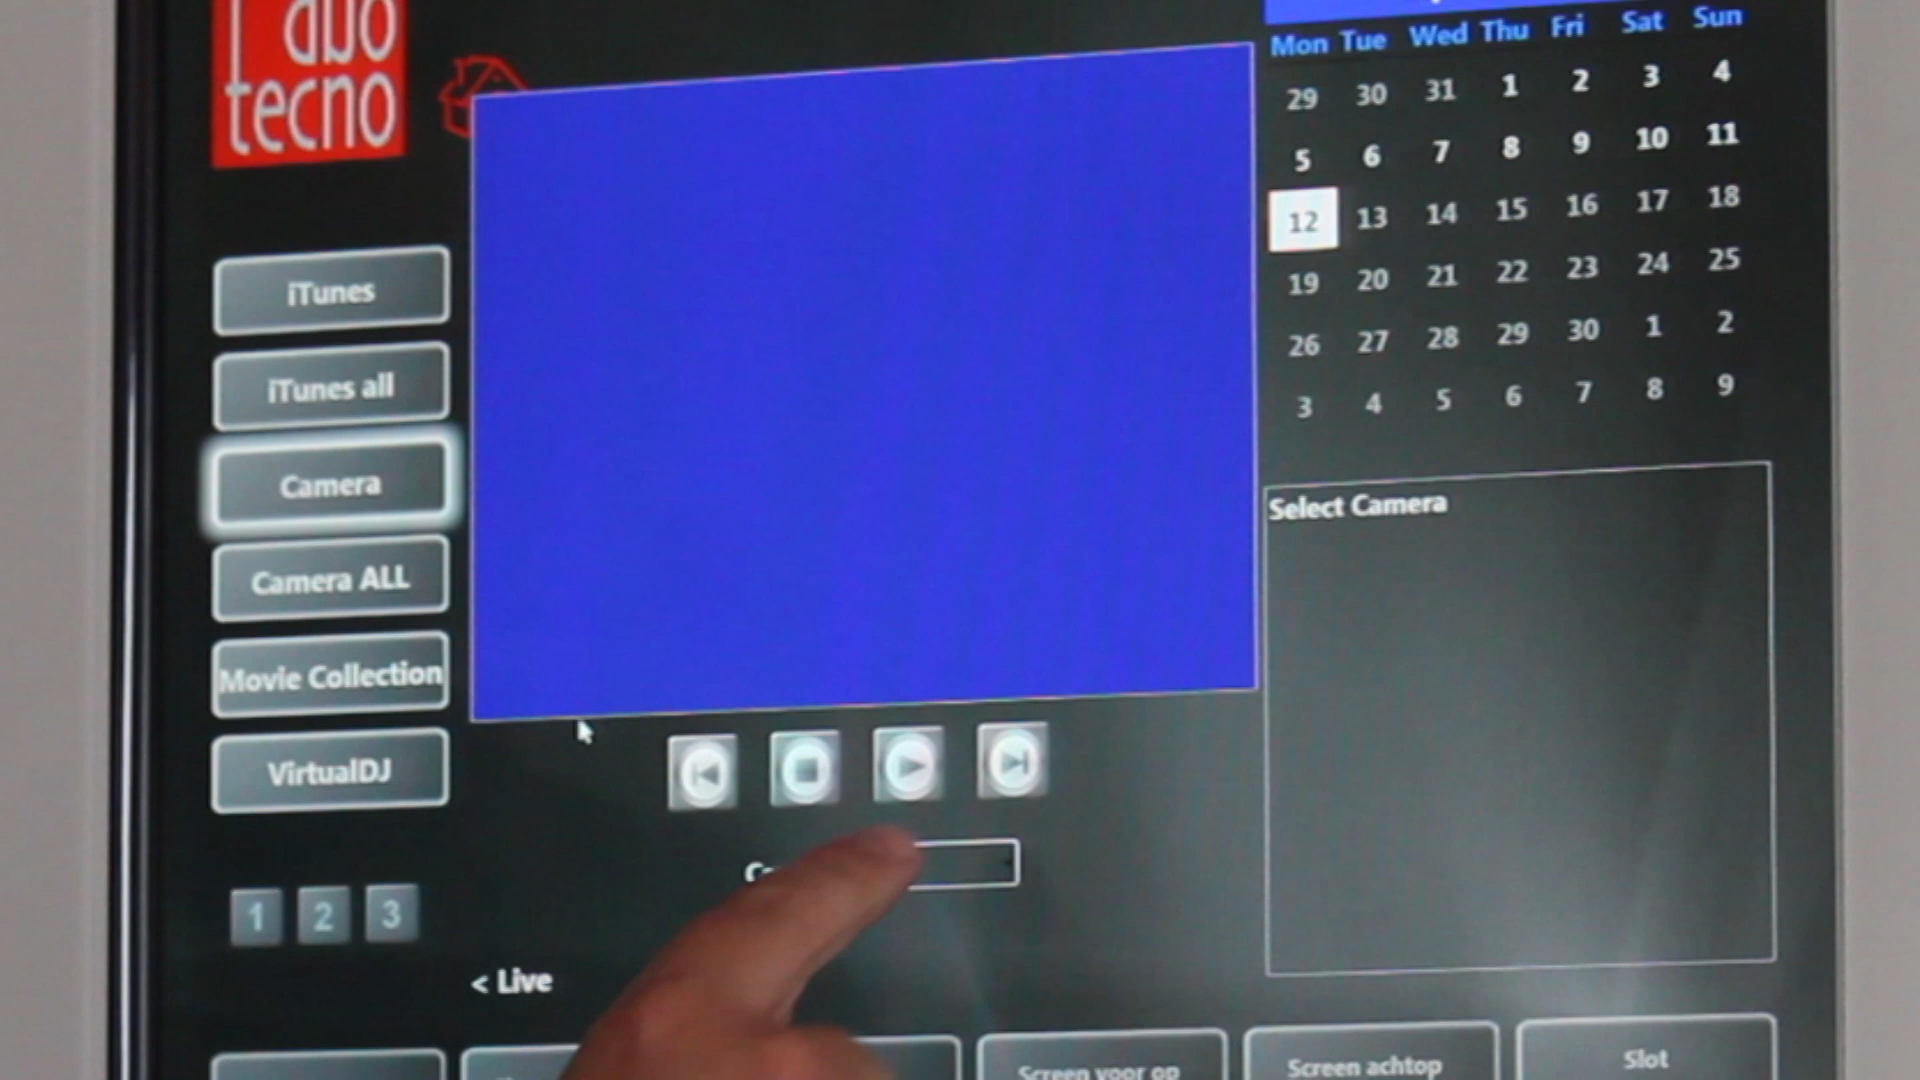 tecno
Mon Tue Wed Thu Fri Sat Sun
29 30 31 1 2 3 4
5 6 7 8 9 10 11
12 13 14 15 16 17 18
19 20 21 22 23 24 25
26 27 28 29 30 1 2
3 4 5 6 7 8 9
iTunes
iTunes all
Camera
Camera ALL
Movie Collection
VirtualDJ
Select Camera
1 2 3
< Live
Screen voor op
Screen achtop
Slot